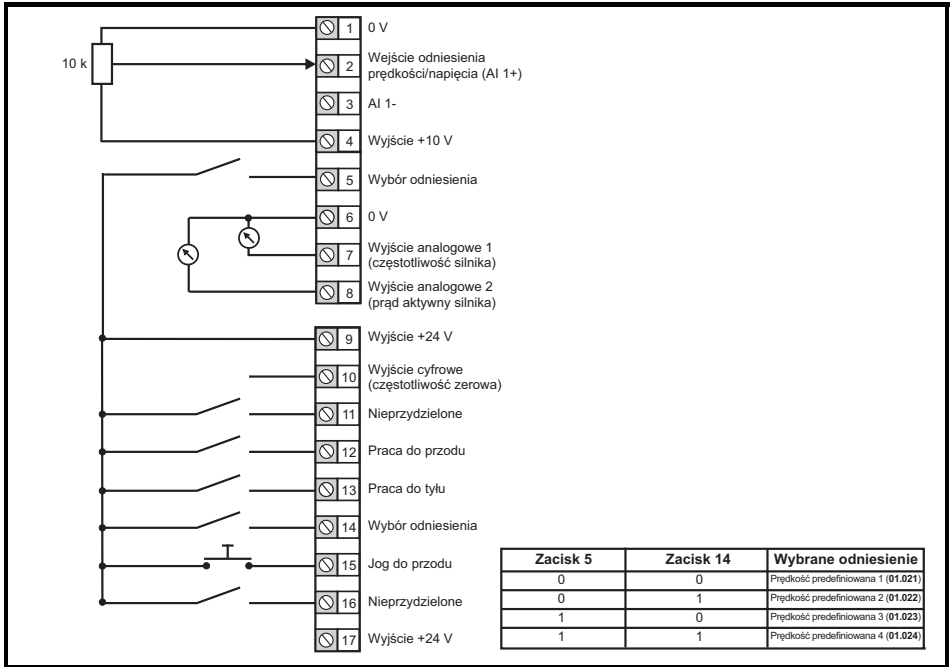 10 k
1 0 V
2 Wejście odniesienia
prędkości/napięcia (AI 1+)
3 AI 1-
4 Wyjście +10 V
5 Wybór odniesienia
6 0 V
7 Wyjście analogowe 1
(częstotliwość silnika)
8 Wyjście analogowe 2
(prąd aktywny silnika)
9 Wyjście +24 V
10 Wyjście cyfrowe
(częstotliwość zerowa)
11 Nieprzydzielone
12 Praca do przodu
13 Praca do tyłu
14 Wybór odniesienia
15 Jog do przodu
16 Nieprzydzielone
17 Wyjście +24 V
Zacisk 5 Zacisk 14 Wybrane odniesienie
0 0 Prędkość predefiniowana 1 (01.021)
0 1 Prędkość predefiniowana 2 (01.022)
1 0 Prędkość predefiniowana 3 (01.023)
1 1 Prędkość predefiniowana 4 (01.024)